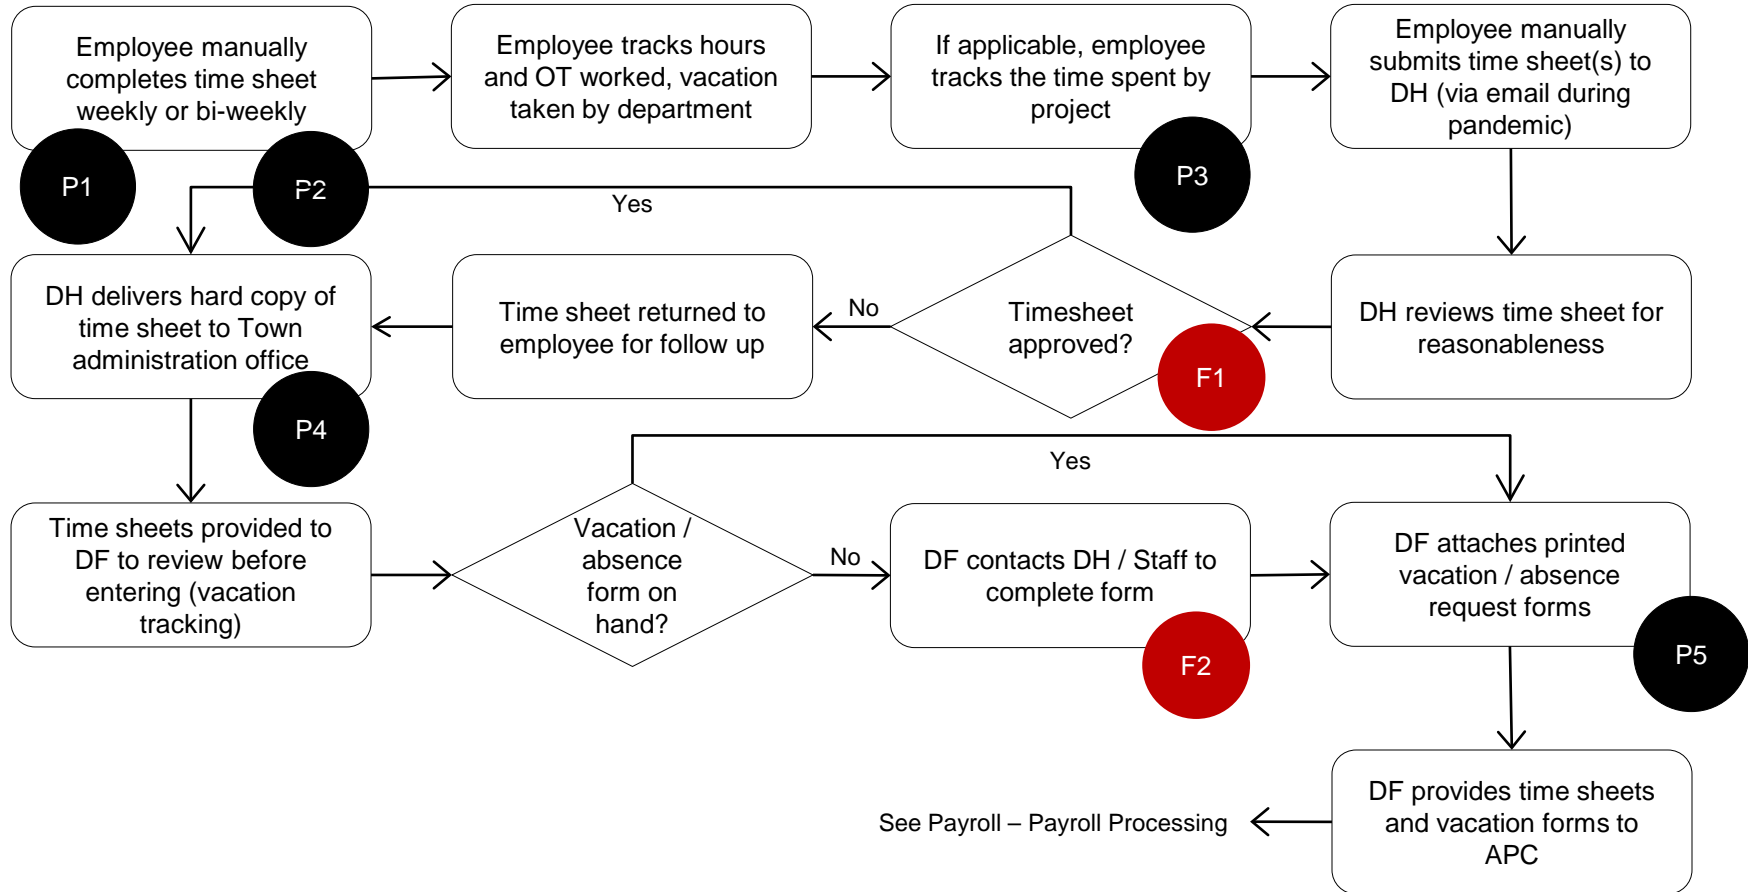 Employee manually
completes time sheet
weekly or bi-weekly
Employee tracks hours
and OT worked, vacation
taken by department
If applicable, employee
tracks the time spent by
project
Employee manually
submits time sheet(s) to
DH (via email during
pandemic)
P1
P2
P3
Yes
DH delivers hard copy of
time sheet to Town
administration office
Time sheet returned to
employee for follow up
No
Timesheet
approved?
DH reviews time sheet for
reasonableness
F1
P4
Yes
Time sheets provided to
DF to review before
entering (vacation
tracking)
Vacation /
absence
form on
hand?
No
DF contacts DH / Staff to
complete form
DF attaches printed
vacation / absence
request forms
F2
P5
See Payroll – Payroll Processing
DF provides time sheets
and vacation forms to
APC